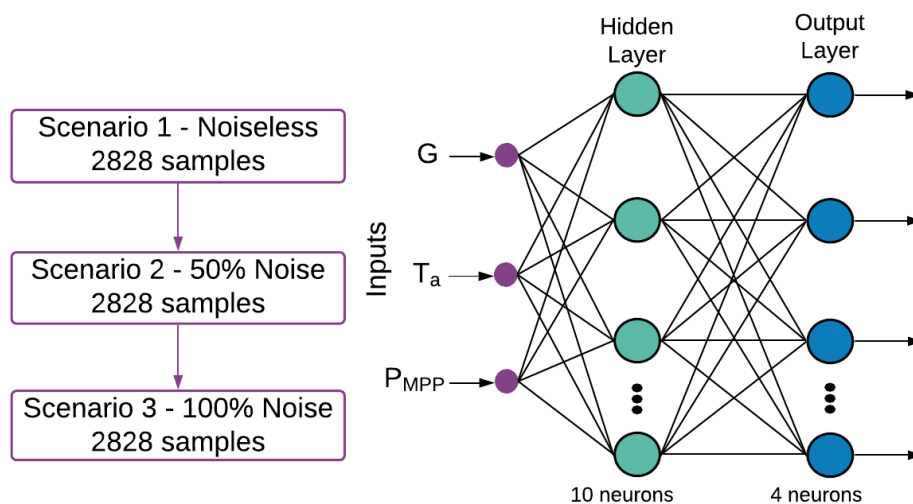 Scenario 1 - Noiseless
2828 samples
Scenario 2 - 50% Noise
2828 samples
Scenario 3 - 100% Noise
2828 samples
Inputs
G
Ta
PMPP
Hidden
Layer
10 neurons
Output
Layer
4 neurons